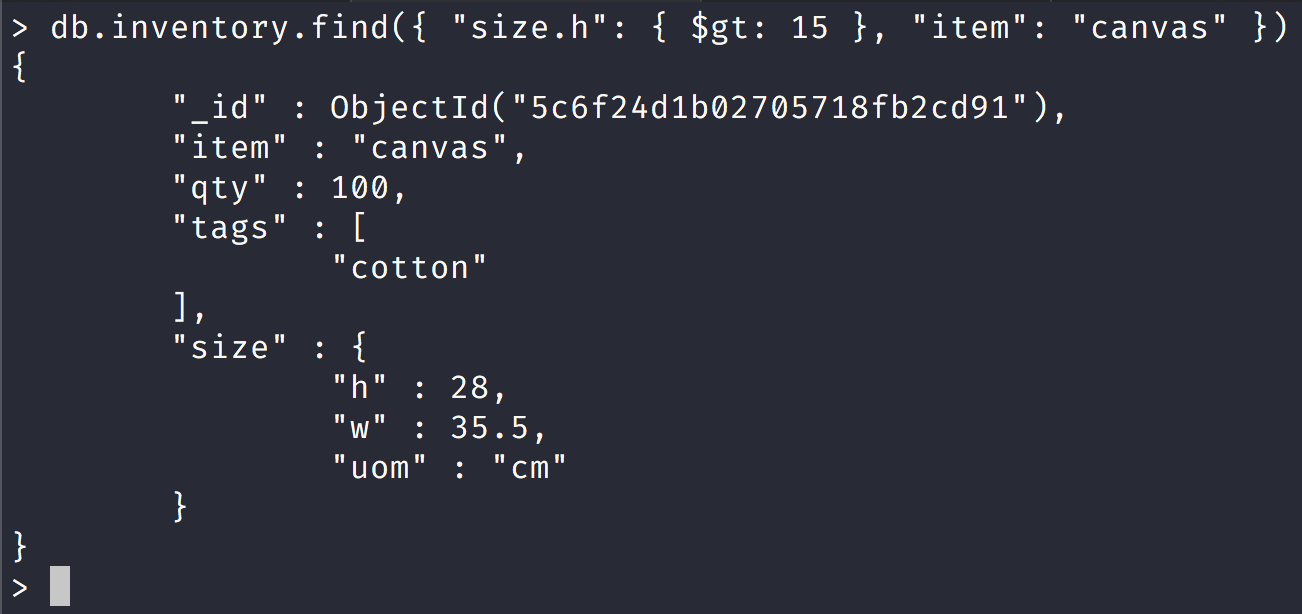 > db.inventory.find({ "size.h": { $gt: 15 }, "item": "canvas" })
{
        "_id" : ObjectId("5c6f24d1b02705718fb2cd91"),
        "item" : "canvas",
        "qty" : 100,
        "tags" : [
                "cotton"
        ],
        "size" : {
                "h" : 28,
                "w" : 35.5,
                "uom" : "cm"
        }
}
>